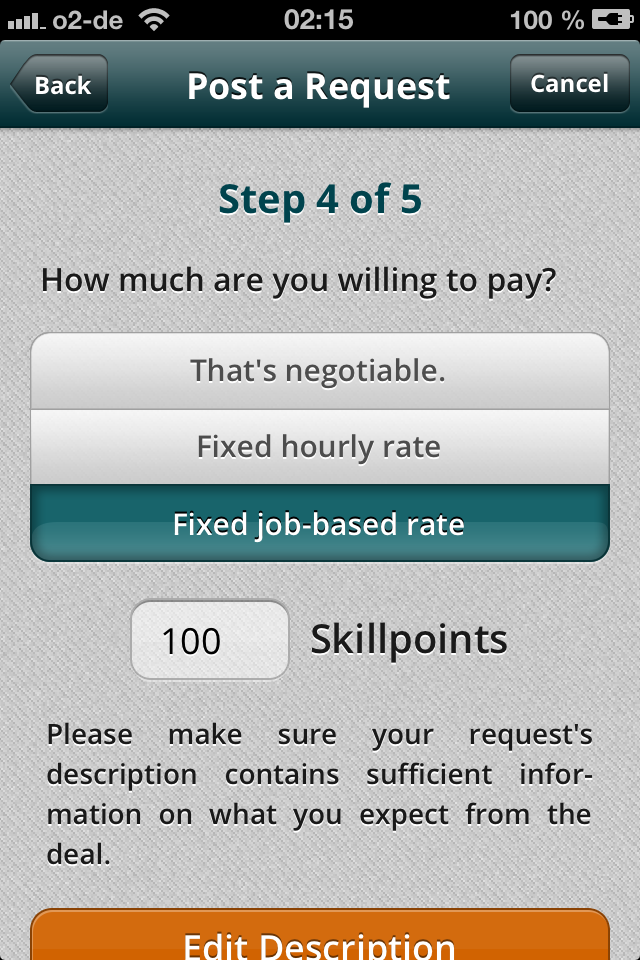 o2-de 02:15 100 %
Back Post a Request Cancel
Step 4 of 5
How much are you willing to pay?
That's negotiable.
Fixed hourly rate
Fixed job-based rate
100 Skillpoints
Please make sure your request's
description contains sufficient infor-
mation on what you expect from the
deal.
Edit Description